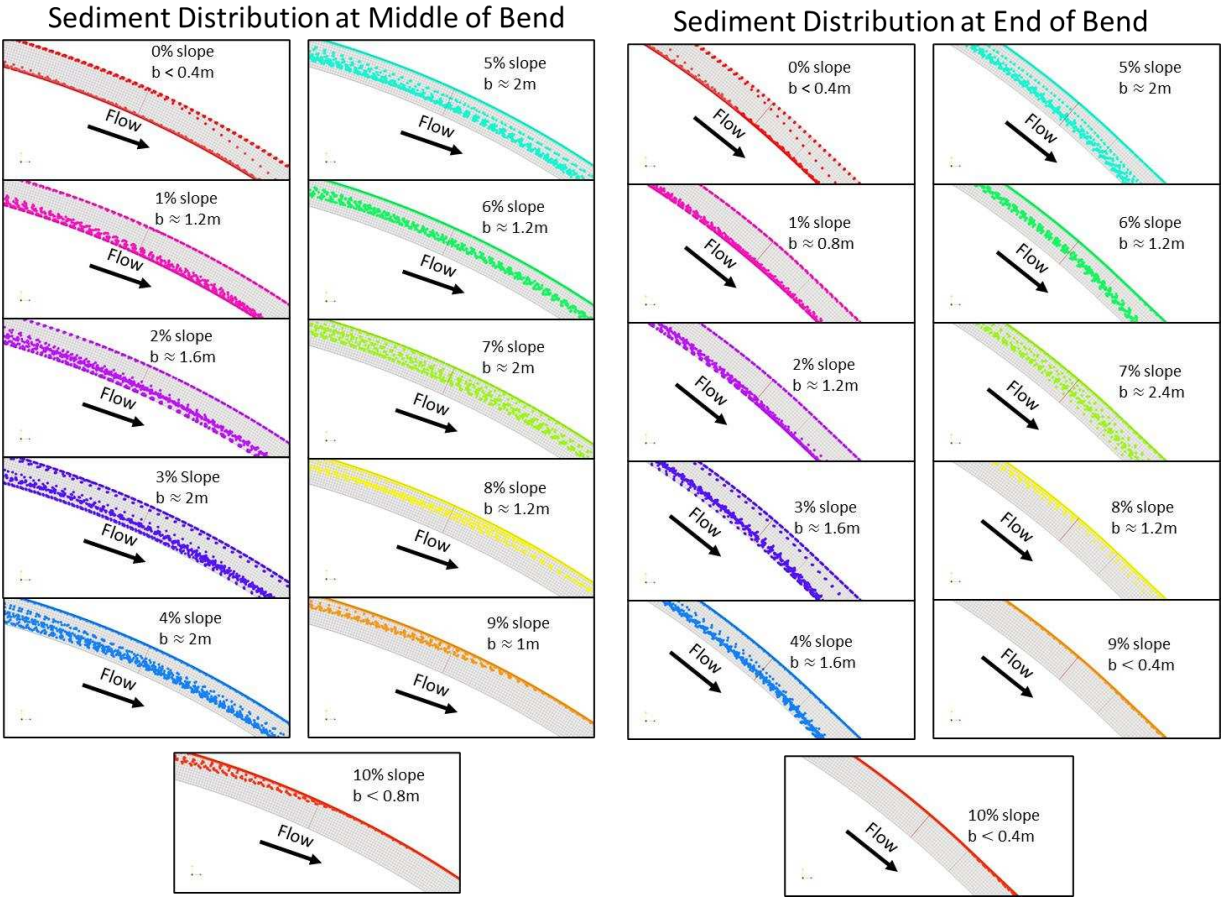 Sediment Distribution at Middle of Bend
0% slope
b < 0.4m
Flow
5% slope
b ≈ 2m
Flow
1% slope
b ≈ 1.2m
Flow
6% slope
b ≈ 1.2m
Flow
2% slope
b ≈ 1.6m
Flow
7% slope
b ≈ 2m
Flow
3% Slope
b ≈ 2m
Flow
8% slope
b ≈ 1.2m
Flow
4% slope
b ≈ 2m
Flow
9% slope
b ≈ 1m
Flow
10% slope
b < 0.8m
Flow
Sediment Distribution at End of Bend
0% slope
b < 0.4m
Flow
5% slope
b ≈ 2m
Flow
1% slope
b ≈ 0.8m
Flow
6% slope
b ≈ 1.2m
Flow
2% slope
b ≈ 1.2m
Flow
7% slope
b ≈ 2.4m
Flow
3% slope
b ≈ 1.6m
Flow
8% slope
b ≈ 1.2m
Flow
4% slope
b ≈ 1.6m
Flow
9% slope
b < 0.4m
Flow
10% slope
b < 0.4m
Flow